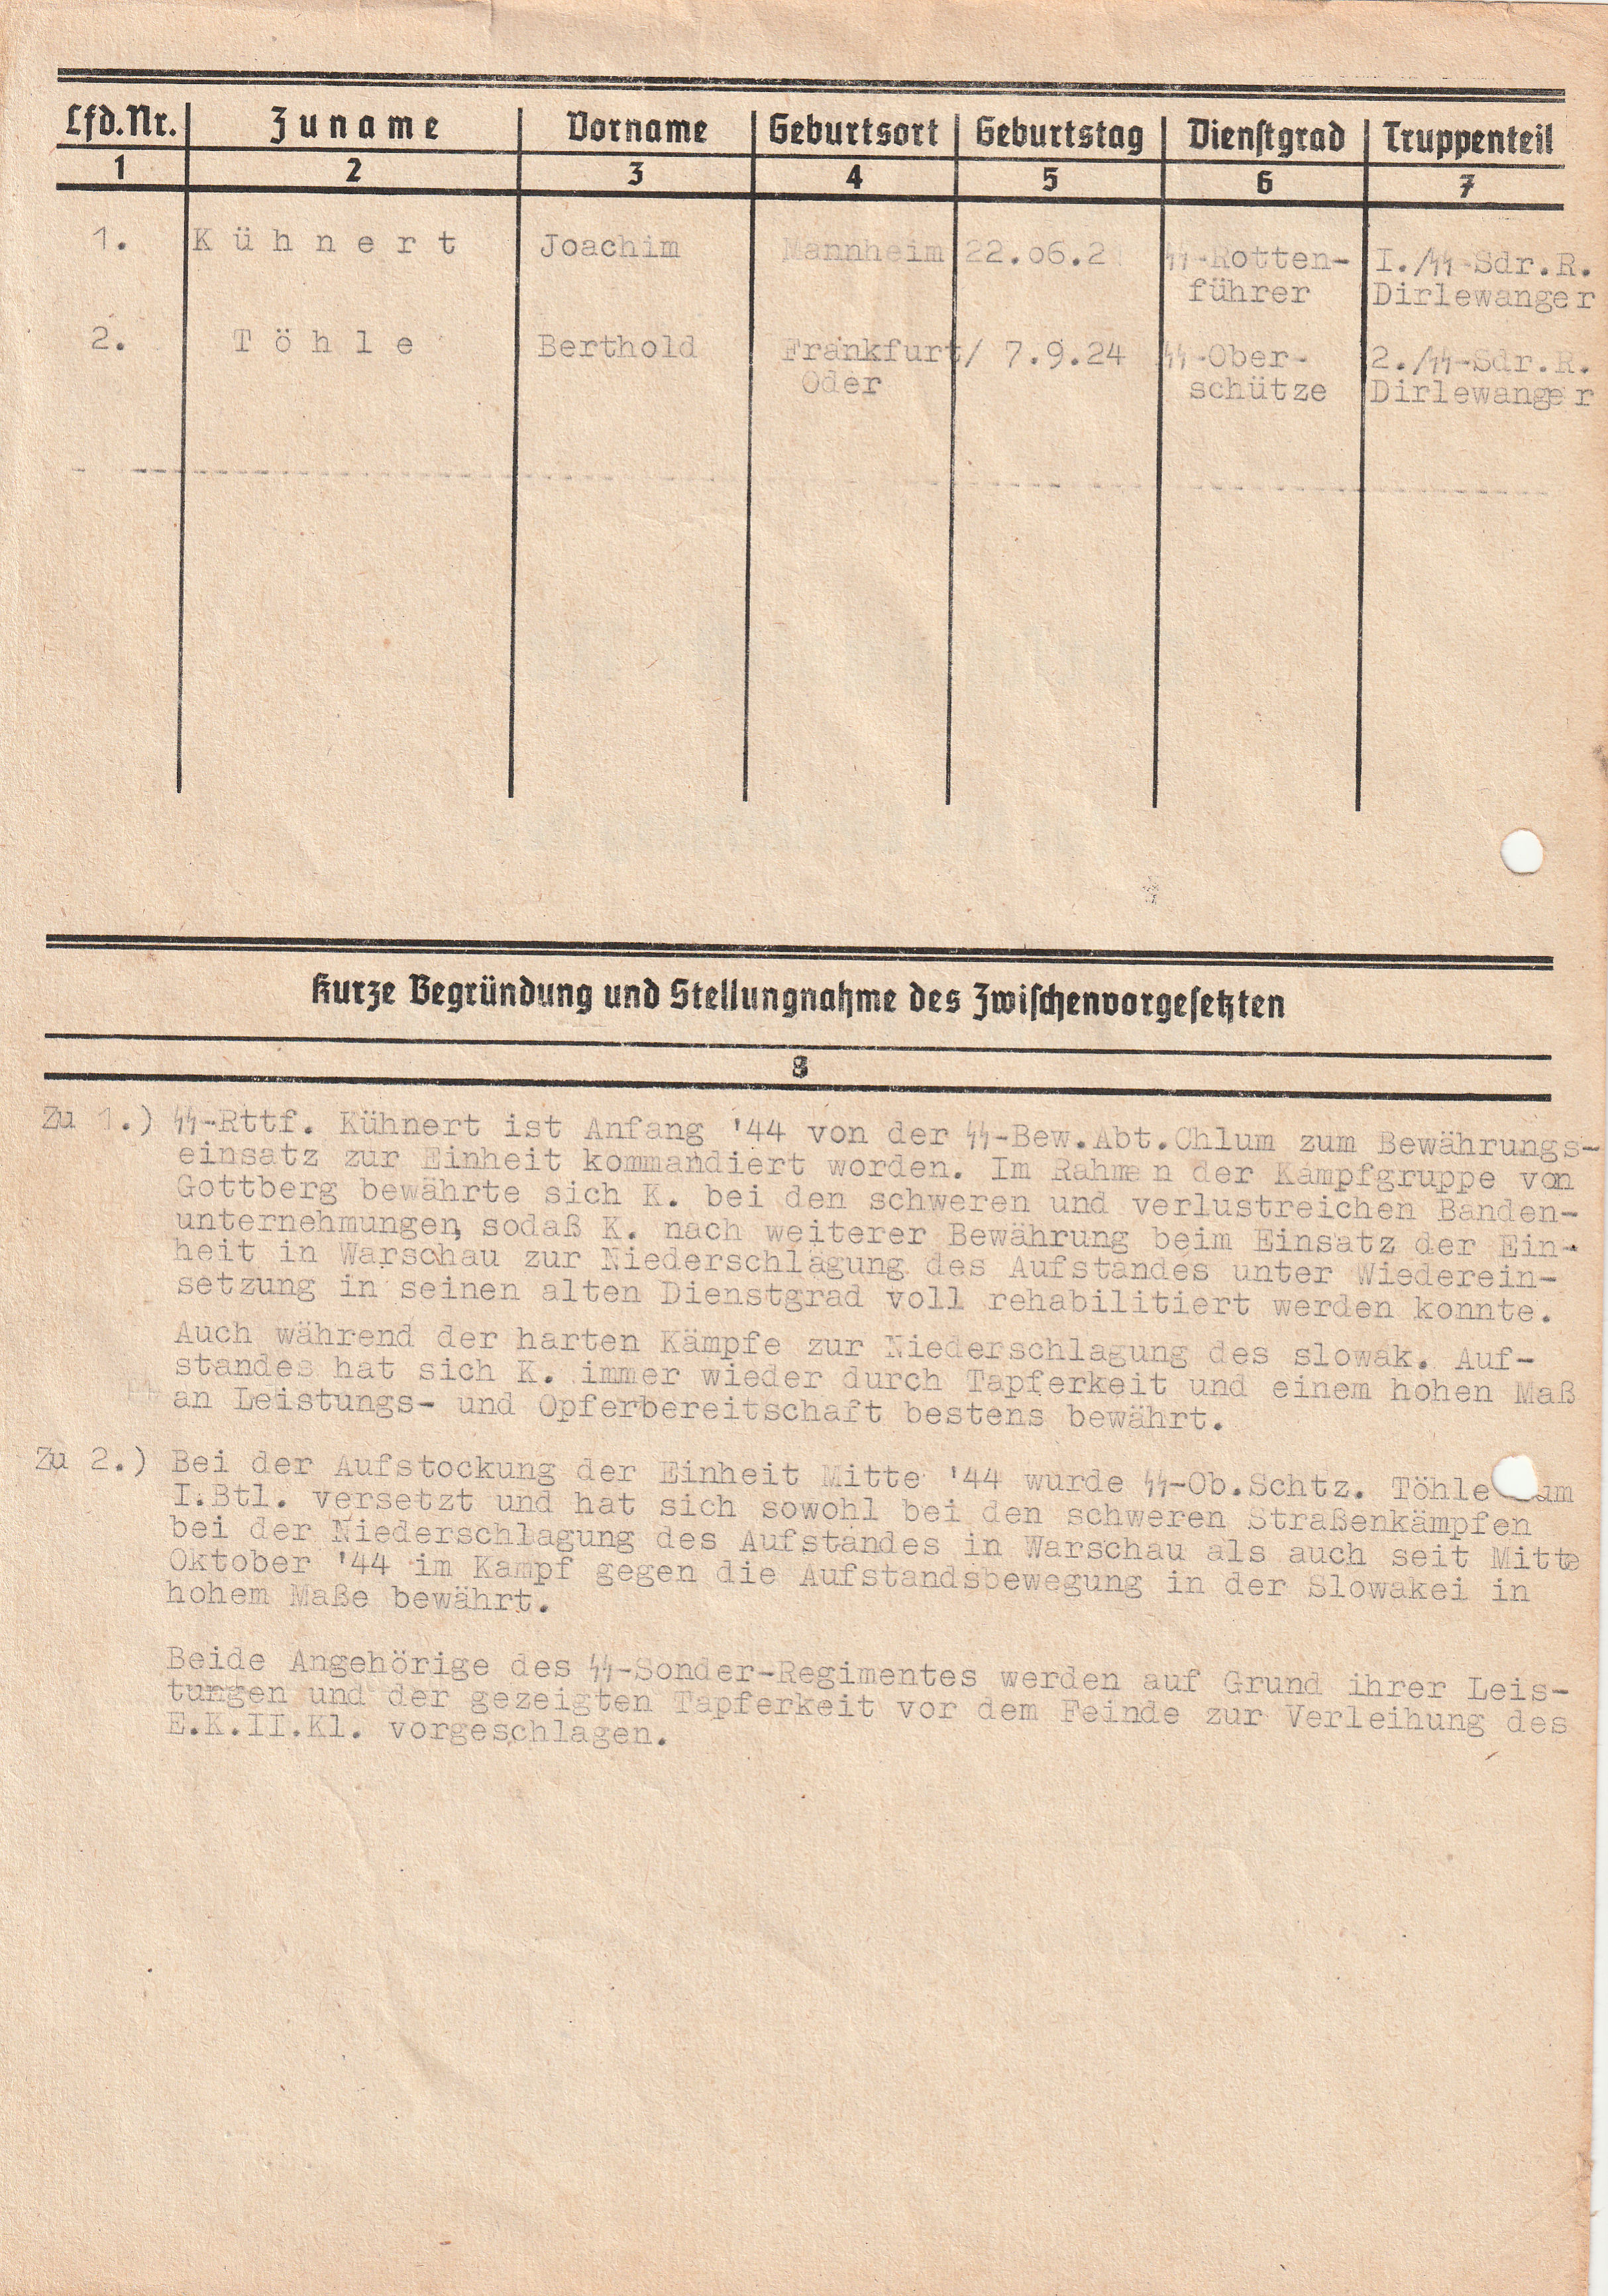 Lfd.Nr. Zuname Vorname Geburtsort Geburtstag Dienstgrad Truppenteil
1 2 3 4 5 6 7
1. Kühnert Joachim Mannheim 22.o6.2 SS-Rotten- I./SS-Sdr.R.
führer Dirlewanger
2. Töhle Berthold Frankfurt/ 7.9.24 SS-Ober- 2./SS-Sdr.R.
Oder schütze Dirlewanger
Kurze Begründung und Stellungnahme des Zwischenvorgesetzten
8
Zu 1.) SS-Rttf. Kühnert ist Anfang '44 von der SS-Bew.Abt.Chlum zum Bewährungs-
einsatz zur Einheit kommandiert worden. Im Rahmen der Kampfgruppe von
Gottberg bewährte sich K. bei den schweren und verlustreichen Banden-
unternehmungen, sodaß K. nach weiterer Bewährung beim Einsatz der Ein-
heit in Warschau zur Niederschlagung des Aufstandes unter Wiederein-
setzung in seinen alten Dienstgrad voll rehabilitiert werden konnte.
Auch während der harten Kämpfe zur Niederschlagung des slowak. Auf-
standes hat sich K. immer wieder durch Tapferkeit und einem hohen Maß
an Leistungs- und Opferbereitschaft bestens bewährt.
Zu 2.) Bei der Aufstockung der Einheit Mitte '44 wurde SS-Ob.Schtz. Töhle
I.Btl. versetzt und hat sich sowohl bei den schweren Straßenkämpfen
bei der Niederschlagung des Aufstandes in Warschau als auch seit Mitte
Oktober '44 im Kampf gegen die Aufstandsbewegung in der Slowakei in
hohem Maße bewährt.
Beide Angehörige des SS-Sonder-Regimentes werden auf Grund ihrer Leis-
tungen und der gezeigten Tapferkeit vor dem Feinde zur Verleihung des
E.K.II.Kl. vorgeschlagen.